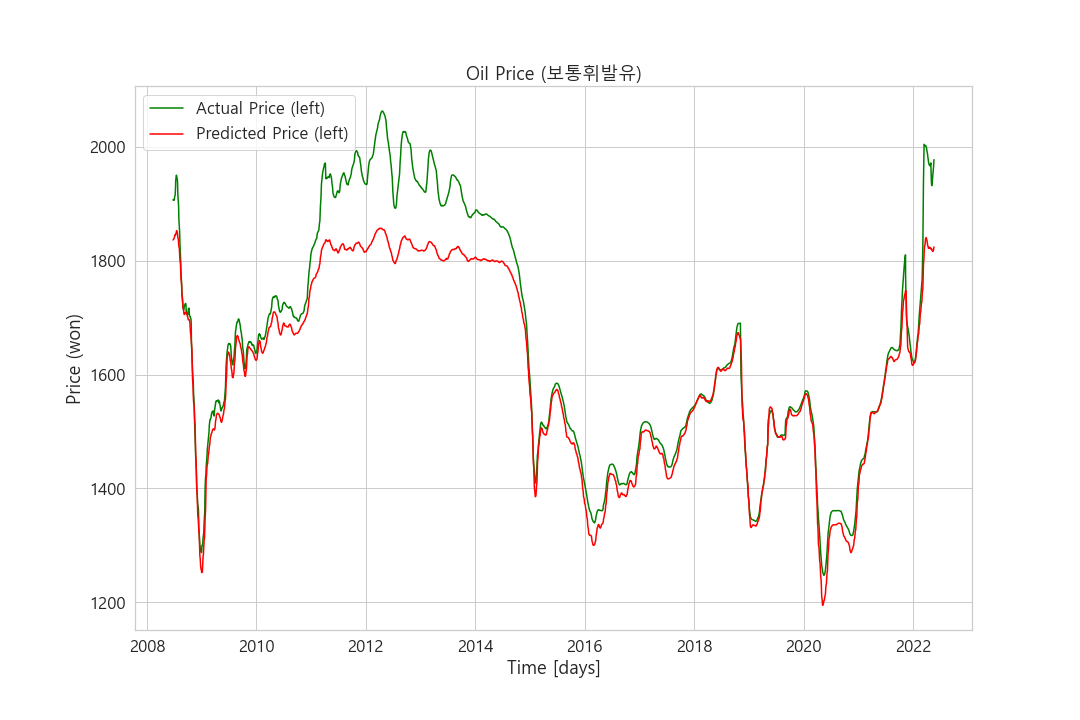 Oil Price (보통휘발유)
Actual Price (left)
Predicted Price (left)
Price (won)
2000
1800
1600
1400
1200
2008 2010 2012 2014 2016 2018 2020 2022
Time [days]